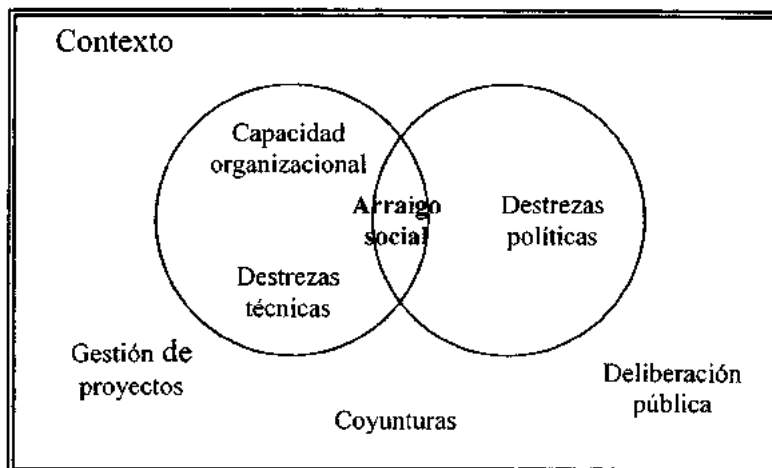 Contexto
Capacidad
organizacional
Arraigo
social
Destrezas
políticas
Destrezas
técnicas
Gestión de
proyectos
Coyunturas
Deliberación
pública